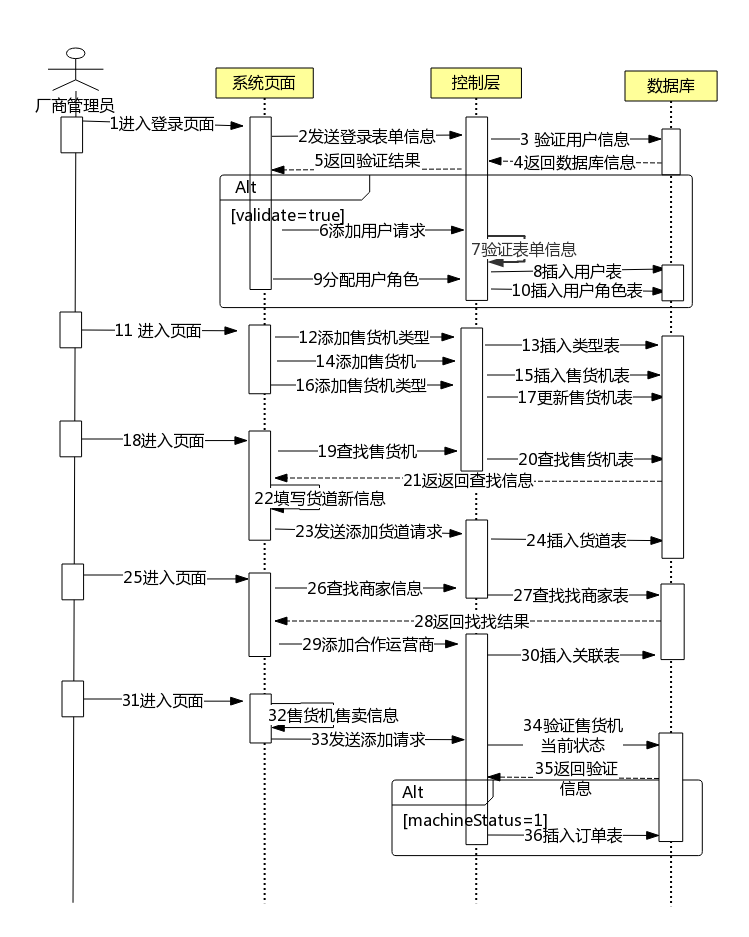 厂商管理员
系统页面
控制层
数据库
1进入登录页面
2发送登录表单信息
3 验证用户信息
4返回数据库信息
5返回验证结果
Alt
[validate=true]
6添加用户请求
7验证表单信息
8插入用户表
9分配用户角色
10插入用户角色表
11 进入页面
12添加售货机类型
13插入类型表
14添加售货机
15插入售货机表
16添加售货机类型
17更新售货机表
18进入页面
19查找售货机
20查找售货机表
21返返回查找信息
22填写货道新信息
23发送添加货道请求
24插入货道表
25进入页面
26查找商家信息
27查找找商家表
28返回找找结果
29添加合作运营商
30插入关联表
31进入页面
32售货机售卖信息
33发送添加请求
34验证售货机
当前状态
35返回验证
信息
Alt
[machineStatus=1]
36插入订单表